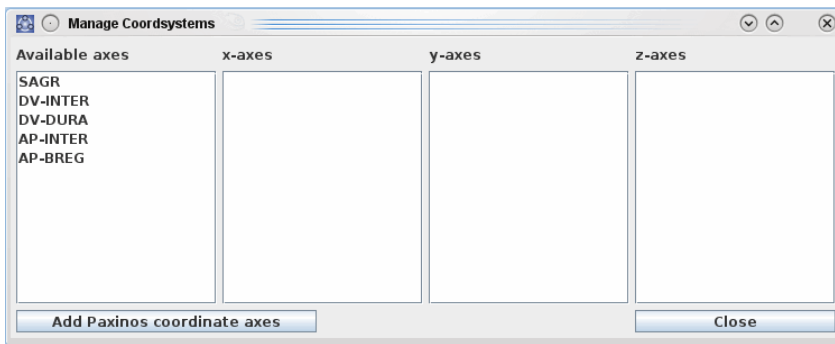 Manage Coordsystems
Available axes x-axes y-axes z-axes
SAGR
DV-INTER
DV-DURA
AP-INTER
AP-BREG
Add Paxinos coordinate axes Close